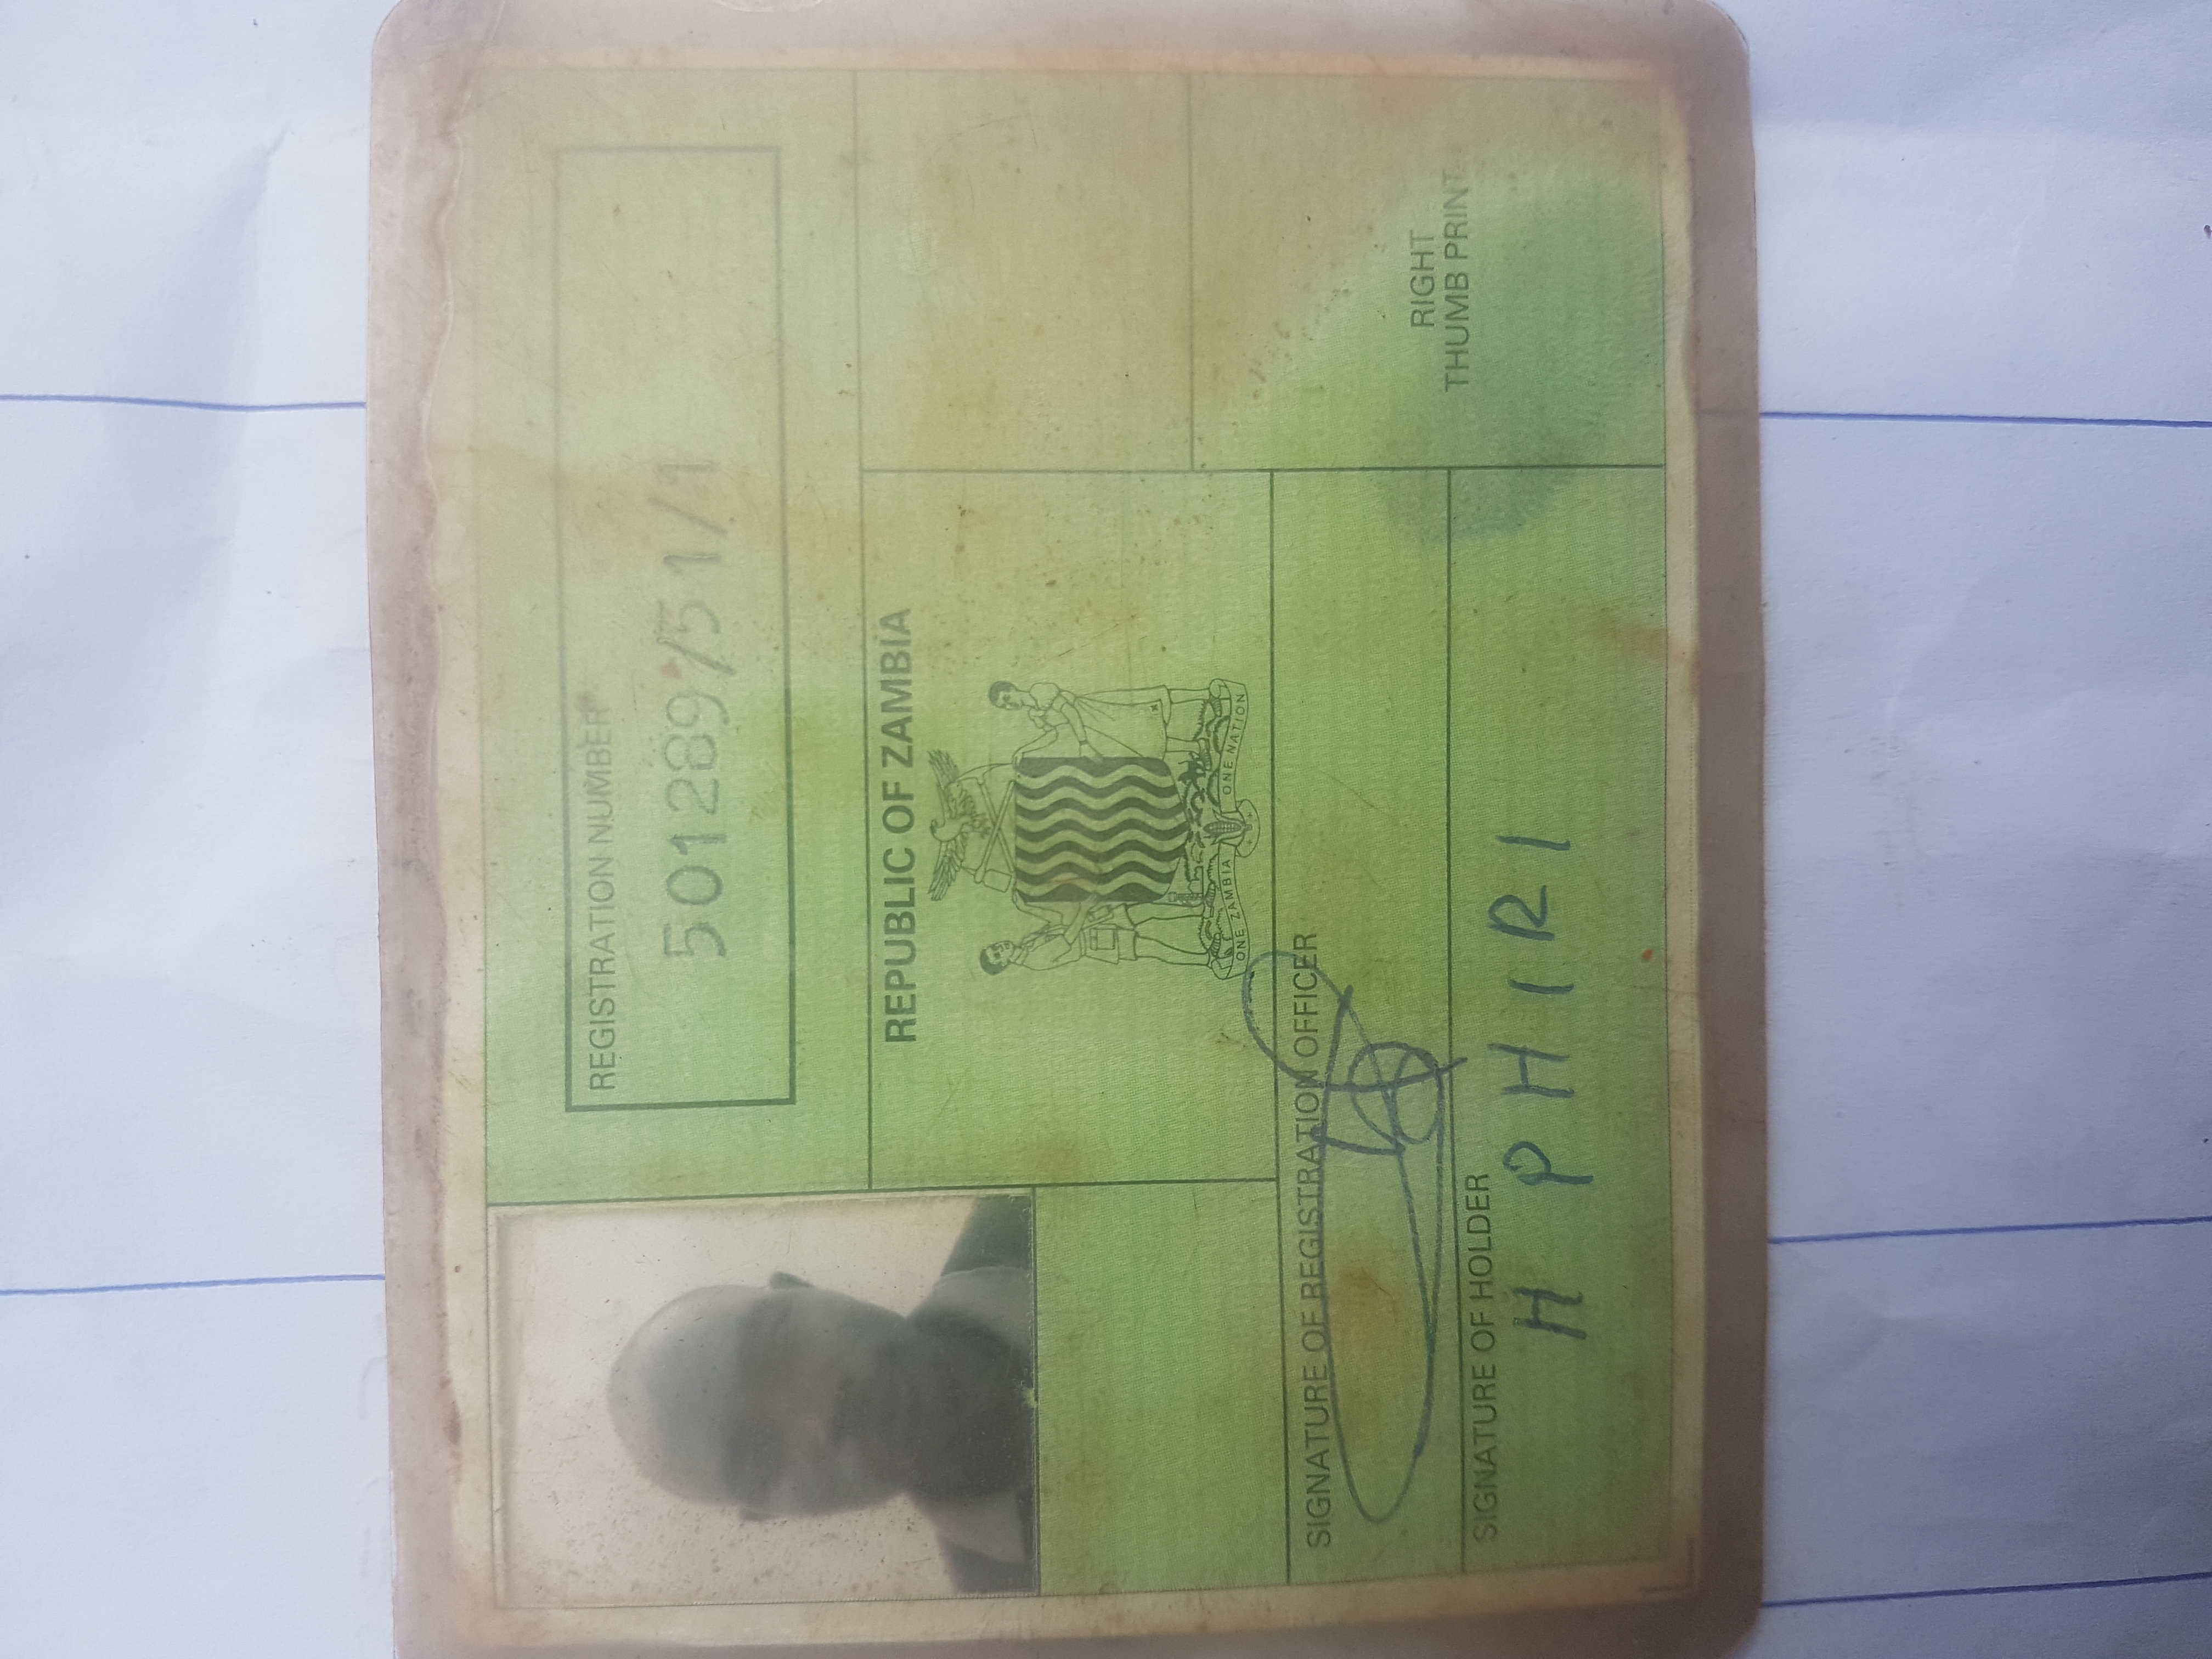 REGISTRATION NUMBER
501289/51/1
REPUBLIC OF ZAMBIA
ONE ZAMBIA ONE NATION
SIGNATURE OF REGISTRATION OFFICER
SIGNATURE OF HOLDER
H PHIRI
RIGHT
THUMB PRINT